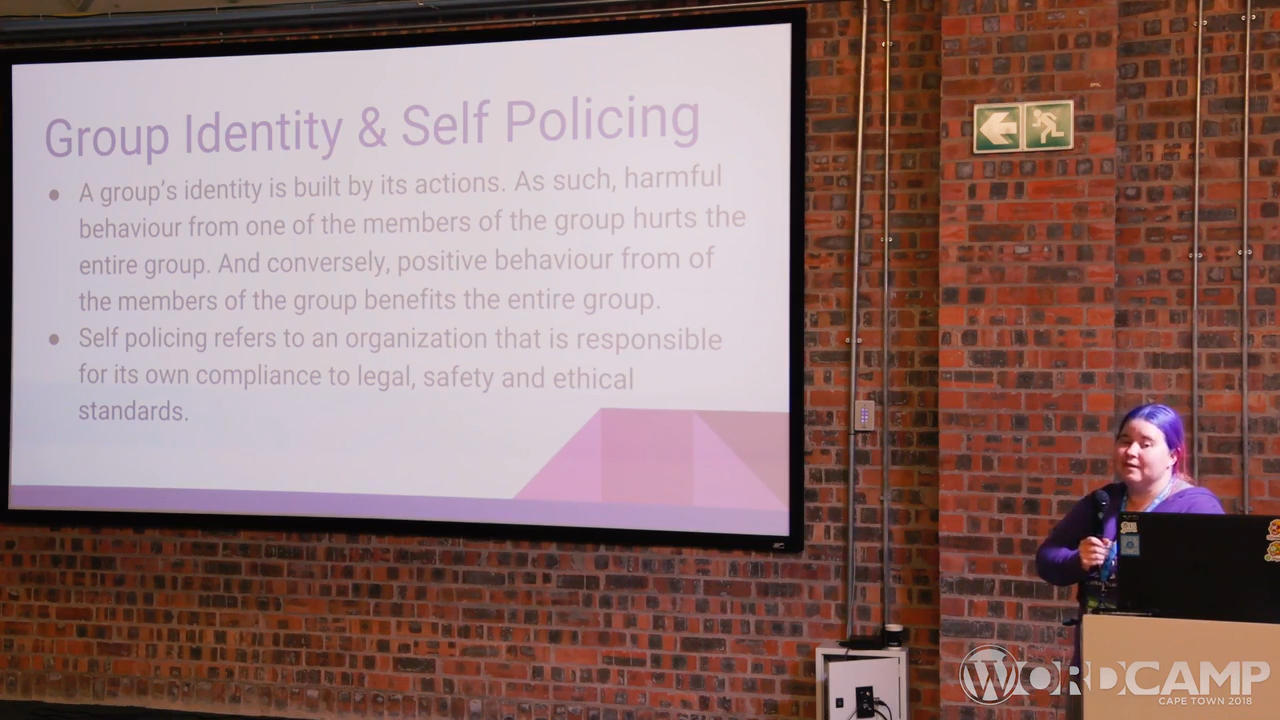 Group Identity & Self Policing
● A group's identity is built by its actions. As such, harmful
behaviour from one of the members of the group hurts the
entire group. And conversely, positive behaviour from of
the members of the group benefits the entire group.
● Self policing refers to an organization that is responsible
for its own compliance to legal, safety and ethical
standards.
WORDCAMP
CAPE TOWN 2018